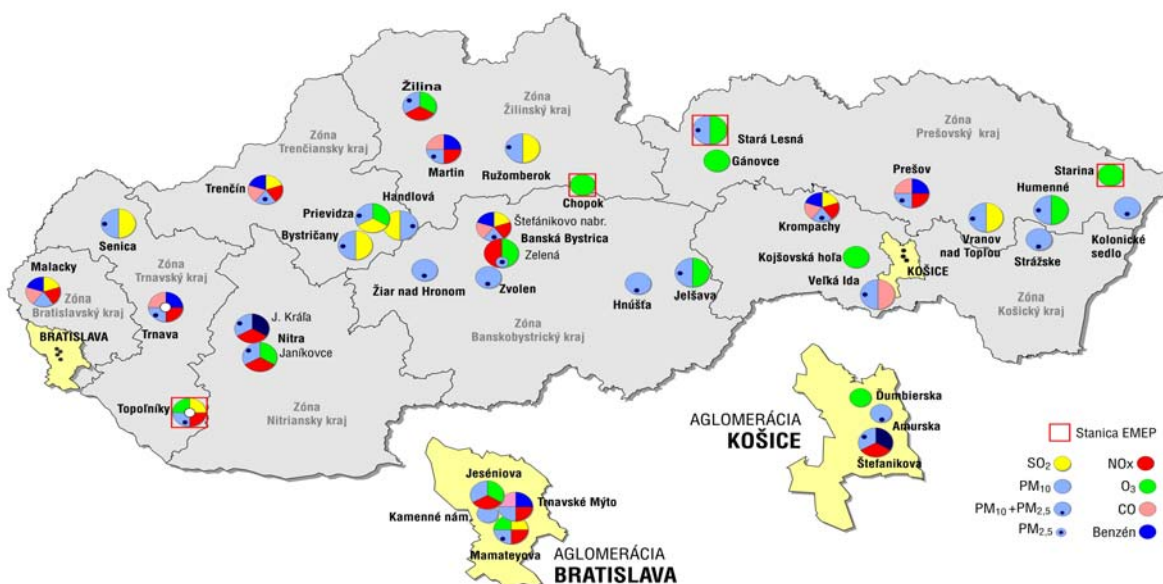 Žilina
Zóna
Žilinský kraj
Zóna
Trenčiansky kraj
Martin
Ružomberok
Stará Lesná
Gánovce
Zóna
Prešovský kraj
Chopok
Prešov
Starina
Humenné
Trenčín
Handlová
Prievidza
Bystričany
Štefánikovo nabr.
Banská Bystrica
Zelená
Krompachy
Vranov
nad Topľou
Kolonické
sedlo
Strážske
Senica
Malacky
Zóna
Trnavský kraj
Zóna
Bratislavský kraj
Trnava
BRATISLAVA
Žiar nad Hronom
Zvolen
Hnúšťa
Jelšava
Kojšovská hoľa
KOŠICE
Veľká Ida
Zóna
Košický kraj
J. Kráľa
Nitra
Janíkovce
Zóna
Banskobystrický kraj
Topoľníky
Zóna
Nitriansky kraj
AGLOMERÁCIA
KOŠICE
Ďumbierska
Amurska
Štefanikova
Jeséniova
Trnavské Mýto
Kamenné nám.
Mamateyova
AGLOMERÁCIA
BRATISLAVA
Stanica EMEP
SO₂ NOx
PM₁₀ O₃
PM₁₀+PM₂,₅ CO
PM₂,₅ Benzén